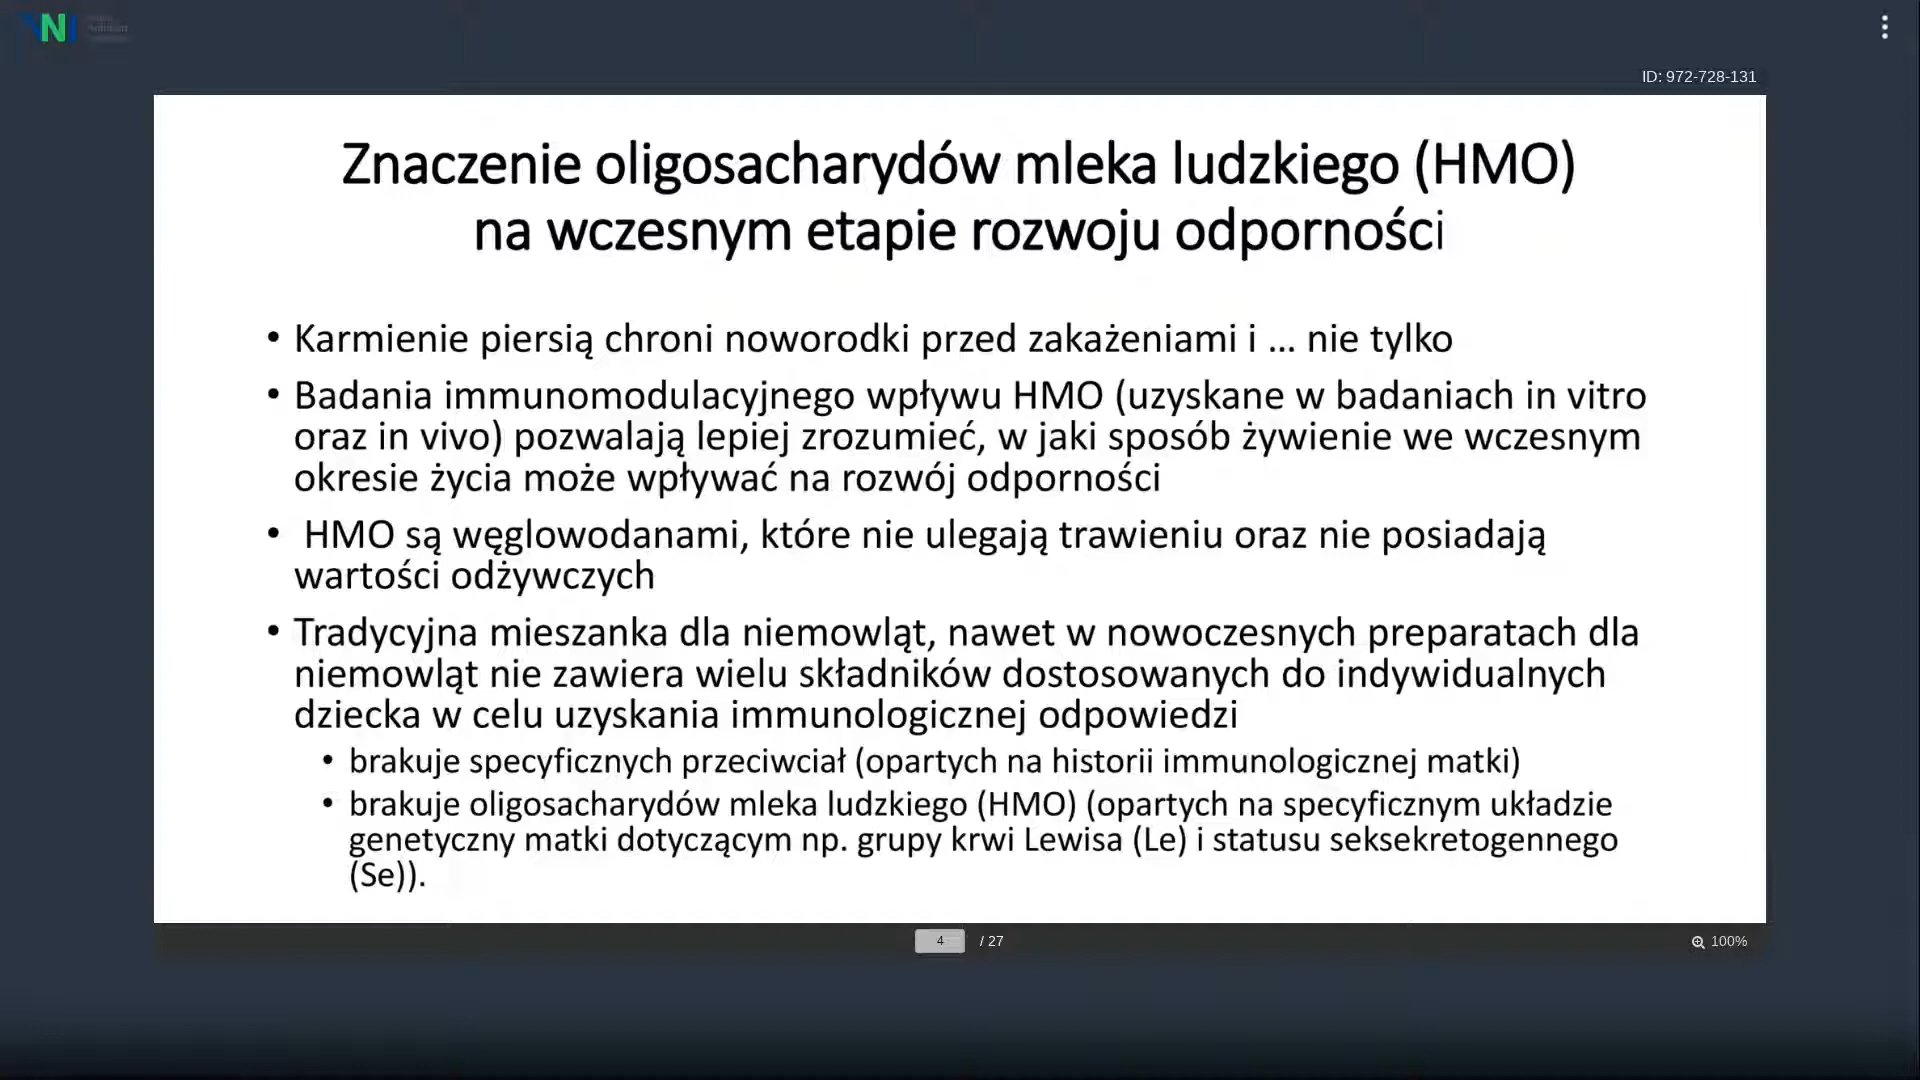 ID: 972-728-131
Znaczenie oligosacharydów mleka ludzkiego (HMO)
na wczesnym etapie rozwoju odporności
• Karmienie piersią chroni noworodki przed zakażeniami i ... nie tylko
• Badania immunomodulacyjnego wpływu HMO (uzyskane w badaniach in vitro
oraz in vivo) pozwalają lepiej zrozumieć, w jaki sposób żywienie we wczesnym
okresie życia może wpływać na rozwój odporności
• HMO są węglowodanami, które nie ulegają trawieniu oraz nie posiadają
wartości odżywczych
• Tradycyjna mieszanka dla niemowląt, nawet w nowoczesnych preparatach dla
niemowląt nie zawiera wielu składników dostosowanych do indywidualnych
dziecka w celu uzyskania immunologicznej odpowiedzi
• brakuje specyficznych przeciwciał (opartych na historii immunologicznej matki)
• brakuje oligosacharydów mleka ludzkiego (HMO) (opartych na specyficznym układzie
genetyczny matki dotyczącym np. grupy krwi Lewisa (Le) i statusu seksekretogennego
(Se)).
4 / 27
100%